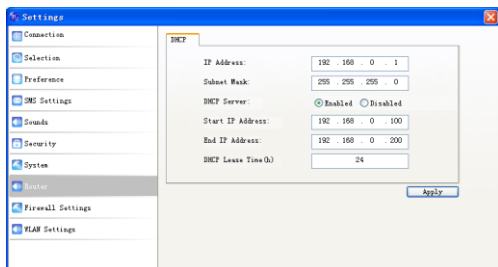 Settings
Connection
Selection
Preference
SMS Settings
Sounds
Security
System
Router
Firewall Settings
WLAN Settings
DHCP
IP Address: 192 . 168 . 0 . 1
Subnet Mask: 255 . 255 . 255 . 0
DHCP Server: Enabled Disabled
Start IP Address: 192 . 168 . 0 . 100
End IP Address: 192 . 168 . 0 . 200
DHCP Lease Time(h) 24
Apply